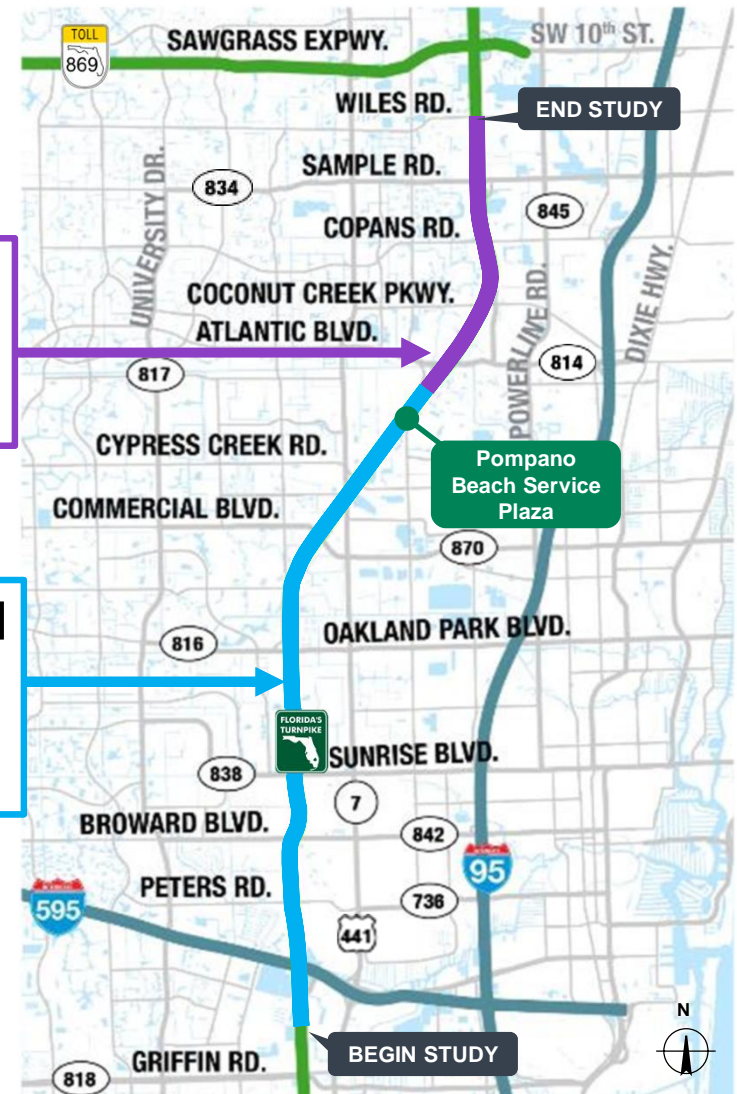 TOLL
869
SAWGRASS EXPWY.
SW 10th ST.
WILES RD.
END STUDY
UNIVERSITY DR.
834
SAMPLE RD.
845
COPANS RD.
COCONUT CREEK PKWY.
ATLANTIC BLVD.
POWERLINE RD.
DIXIE HWY.
817
814
CYPRESS CREEK RD.
Pompano
Beach Service
Plaza
COMMERCIAL BLVD.
870
816
OAKLAND PARK BLVD.
FLORIDA'S
TURNPIKE
838
SUNRISE BLVD.
7
BROWARD BLVD.
842
PETERS RD.
95
736
595
441
N
BEGIN STUDY
GRIFFIN RD.
818